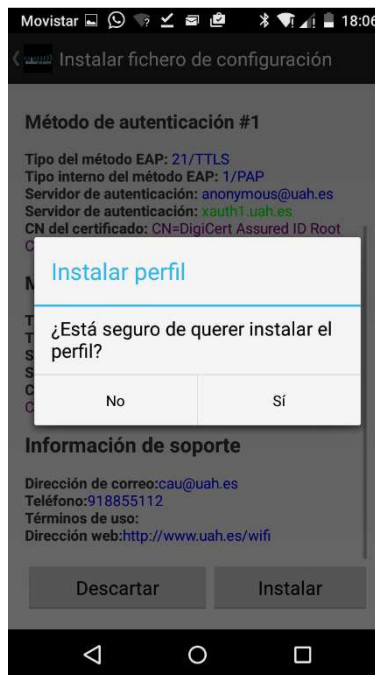 Movistar 18:06
Instalar fichero de configuración
Método de autenticación #1
Tipo del método EAP: 21/TTLS
Tipo interno del método EAP: 1/PAP
Servidor de autenticación: anonymous@uah.es
Servidor de autenticación: xauth1.uah.es
CN del certificado: CN=DigiCert Assured ID Root
Instalar perfil
¿Está seguro de querer instalar el
perfil?
No Sí
Información de soporte
Dirección de correo:cau@uah.es
Teléfono:918855112
Términos de uso:
Dirección web:http://www.uah.es/wifi
Descartar Instalar